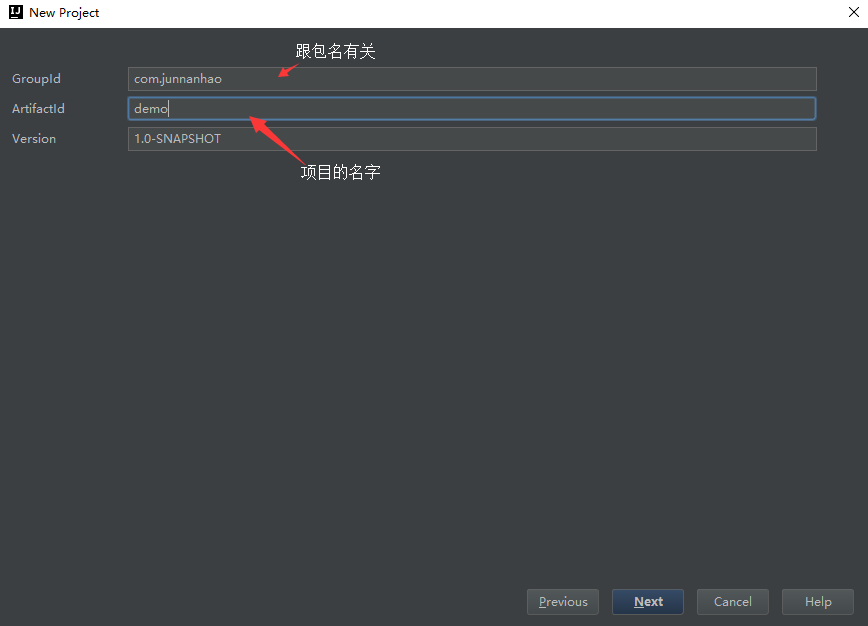 New Project
跟包名有关
GroupId com.junnanhao
ArtifactId demo
Version 1.0-SNAPSHOT
项目的名字
Previous Next Cancel Help